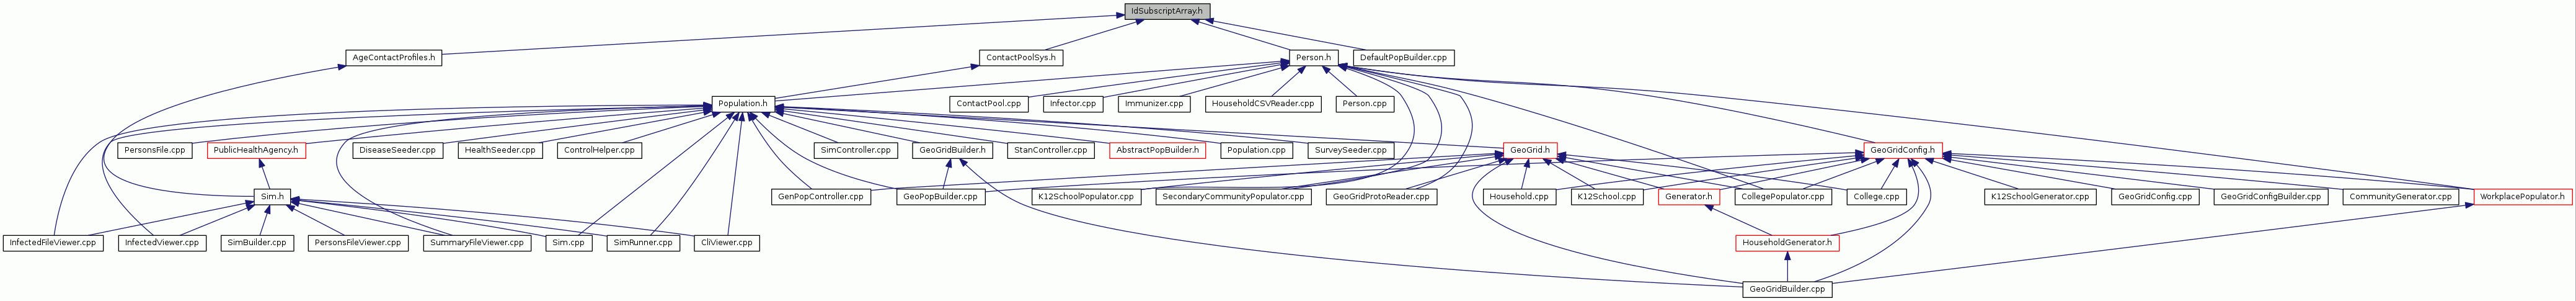 IdSubscriptArray.h
AgeContactProfiles.h
ContactPoolSys.h
Person.h
DefaultPopBuilder.cpp
Population.h
ContactPool.cpp
Infector.cpp
Immunizer.cpp
HouseholdCSVReader.cpp
Person.cpp
PersonsFile.cpp
PublicHealthAgency.h
DiseaseSeeder.cpp
HealthSeeder.cpp
ControlHelper.cpp
SimController.cpp
GeoGridBuilder.h
StanController.cpp
AbstractPopBuilder.h
Population.cpp
SurveySeeder.cpp
GeoGrid.h
GeoGridConfig.h
Sim.h
GenPopController.cpp
GeoPopBuilder.cpp
K12SchoolPopulator.cpp
SecondaryCommunityPopulator.cpp
GeoGridProtoReader.cpp
Household.cpp
K12School.cpp
Generator.h
CollegePopulator.cpp
College.cpp
K12SchoolGenerator.cpp
GeoGridConfig.cpp
GeoGridConfigBuilder.cpp
CommunityGenerator.cpp
WorkplacePopulator.h
InfectedFileViewer.cpp
InfectedViewer.cpp
SimBuilder.cpp
PersonsFileViewer.cpp
SummaryFileViewer.cpp
Sim.cpp
SimRunner.cpp
CliViewer.cpp
HouseholdGenerator.h
GeoGridBuilder.cpp